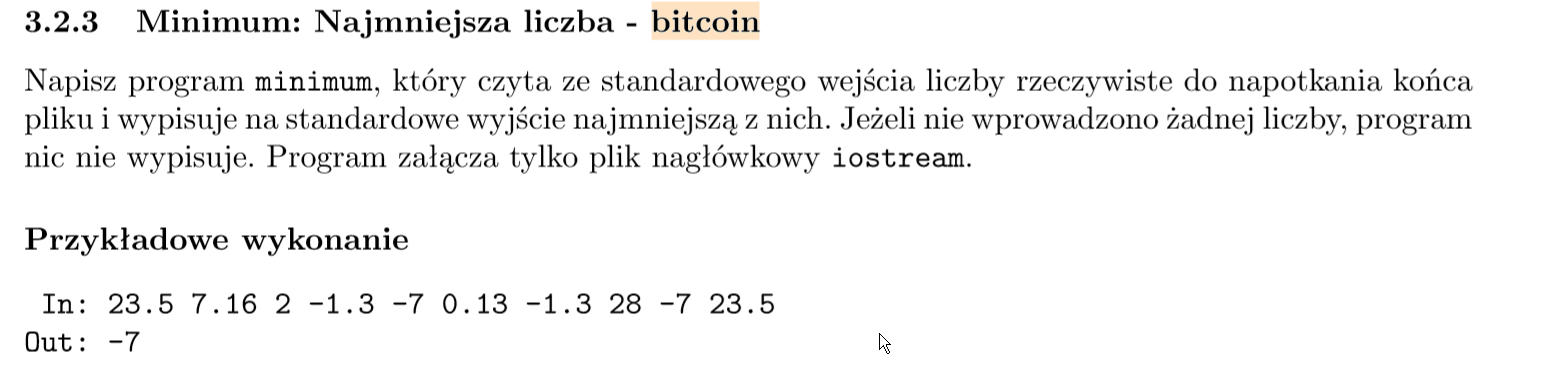 3.2.3 Minimum: Najmniejsza liczba - bitcoin
Napisz program minimum, który czyta ze standardowego wejścia liczby rzeczywiste do napotkania końca
pliku i wypisuje na standardowe wyjście najmniejszą z nich. Jeżeli nie wprowadzono żadnej liczby, program
nic nie wypisuje. Program załącza tylko plik nagłówkowy iostream.
Przykładowe wykonanie
In: 23.5 7.16 2 -1.3 -7 0.13 -1.3 28 -7 23.5
Out: -7